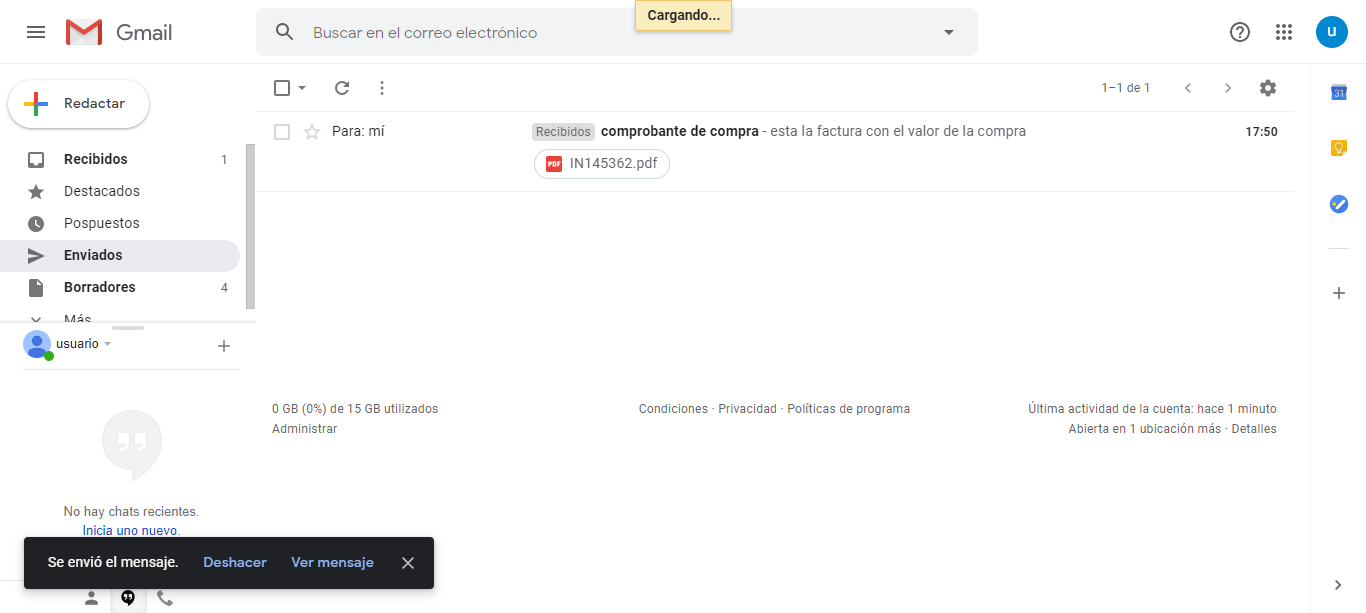 Cargando...
Gmail
Buscar en el correo electrónico
u
Redactar
1–1 de 1
31
Recibidos 1
Destacados
Pospuestos
Enviados
Borradores 4
Más
Para: mí Recibidos comprobante de compra - esta la factura con el valor de la compra 17:50
PDF IN145362.pdf
usuario
0 GB (0%) de 15 GB utilizados
Administrar
Condiciones · Privacidad · Políticas de programa
Última actividad de la cuenta: hace 1 minuto
Abierta en 1 ubicación más · Detalles
No hay chats recientes.
Inicia uno nuevo.
Se envió el mensaje. Deshacer Ver mensaje